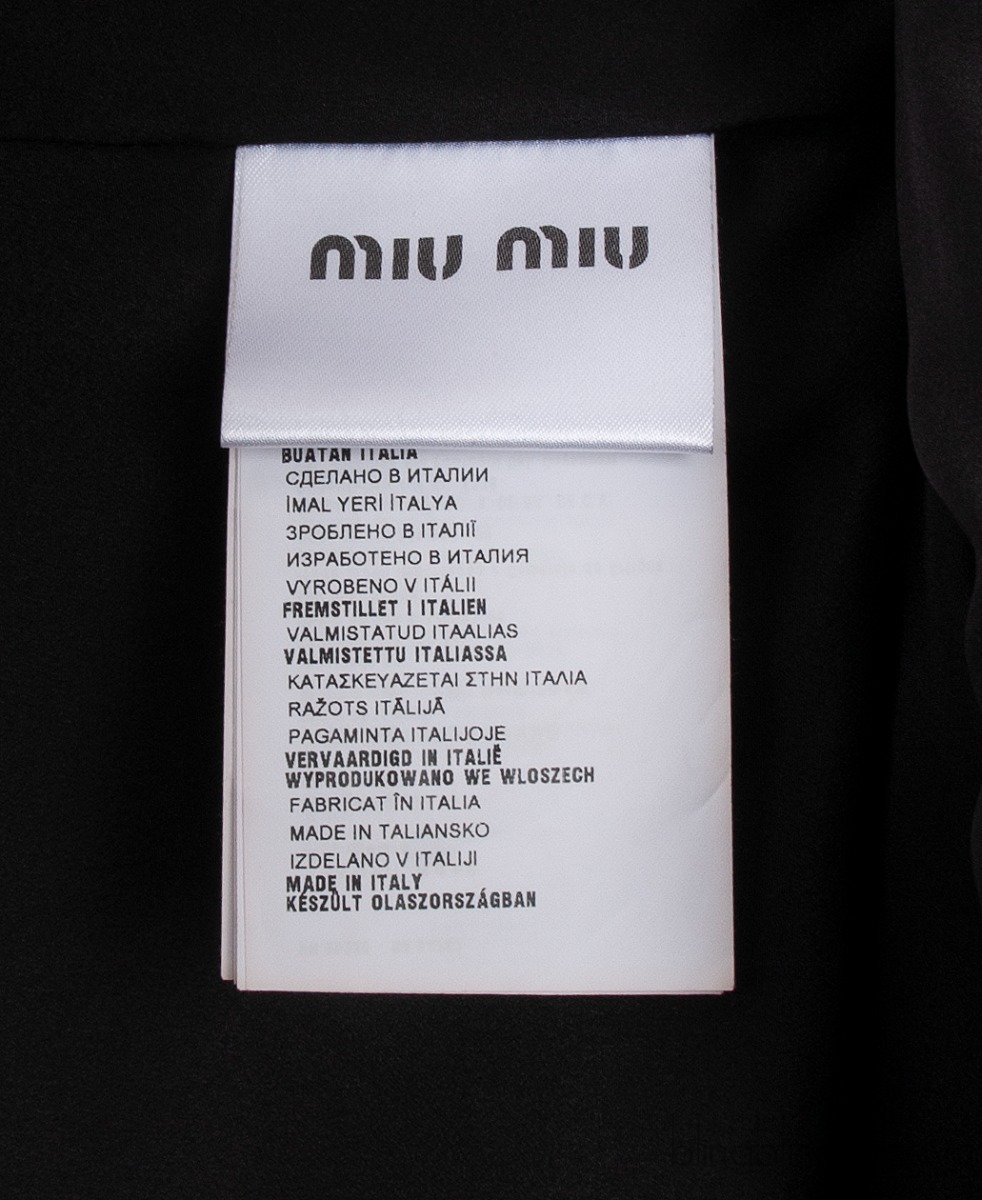 miu miu
BUATAN ITALIA
СДЕЛАНО В ИТАЛИИ
İMAL YERİ İTALYA
ЗРОБЛЕНО В ІТАЛІЇ
ИЗРАБОТЕНО В ИТАЛИЯ
VYROBENO V ITÁLII
FREMSTILLET I ITALIEN
VALMISTATUD ITAALIAS
VALMISTETTU ITALIASSA
ΚΑΤΑΣΚΕΥΑΖΕΤΑΙ ΣΤΗΝ ΙΤΑΛΙΑ
RAŽOTS ITĀLIJĀ
PAGAMINTA ITALIJOJE
VERVAARDIGD IN ITALIË
WYPRODUKOWANO WE WLOSZECH
FABRICAT ÎN ITALIA
MADE IN TALIANSKO
IZDELANO V ITALIJI
MADE IN ITALY
KÉSZÜLT OLASZORSZÁGBAN